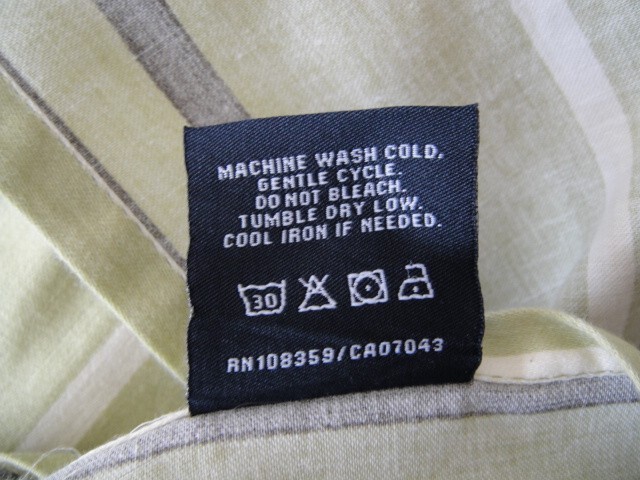 MACHINE WASH COLD.
GENTLE CYCLE.
DO NOT BLEACH.
TUMBLE DRY LOW.
COOL IRON IF NEEDED.
30
RN108359/CA07043